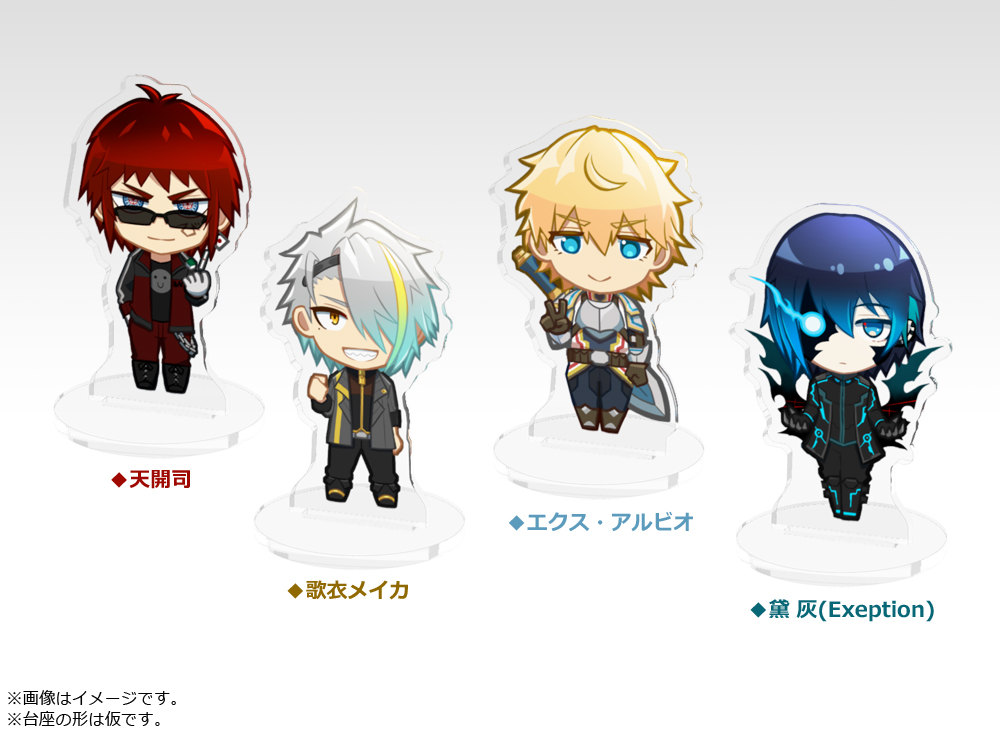 ◆天開司
◆歌衣メイカ
◆エクス・アルビオ
◆黛 灰(Exeption)
※画像はイメージです。
※台座の形は仮です。